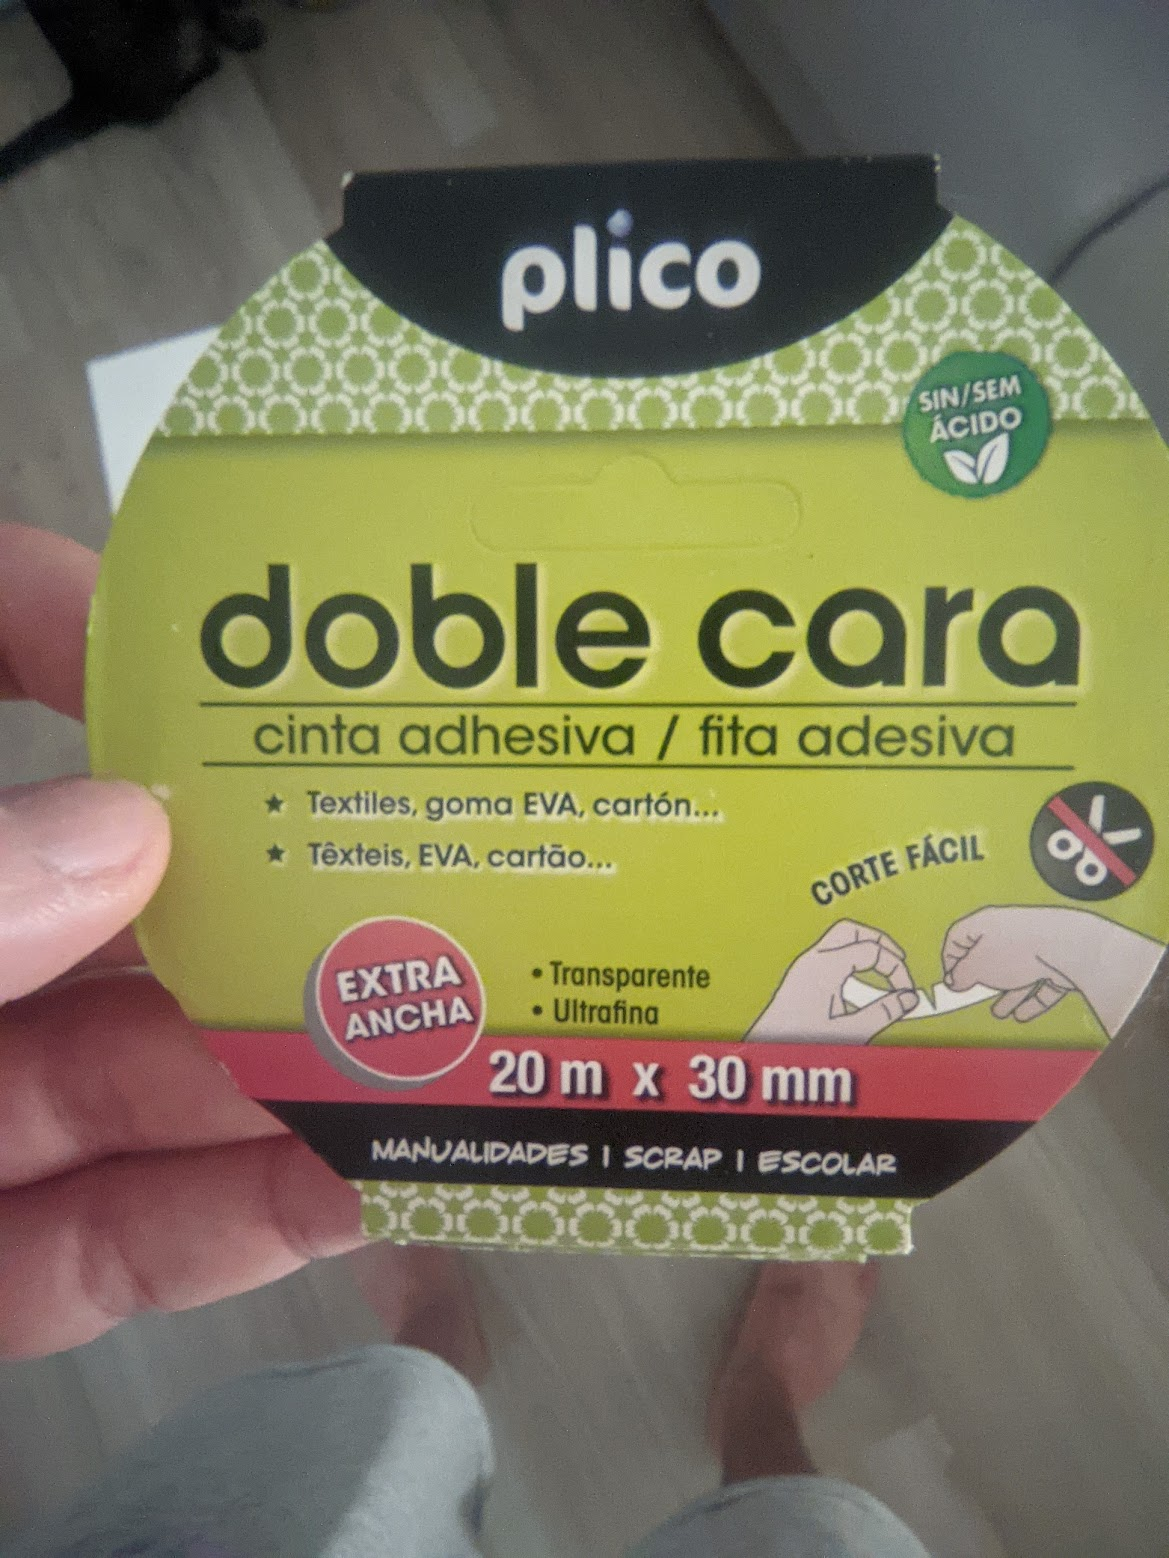 plico
SIN/SEM
ÁCIDO
doble cara
cinta adhesiva / fita adesiva
★ Textiles, goma EVA, cartón...
★ Têxteis, EVA, cartão...
CORTE FÁCIL
EXTRA
ANCHA
• Transparente
• Ultrafina
20 m x 30 mm
MANUALIDADES | SCRAP | ESCOLAR